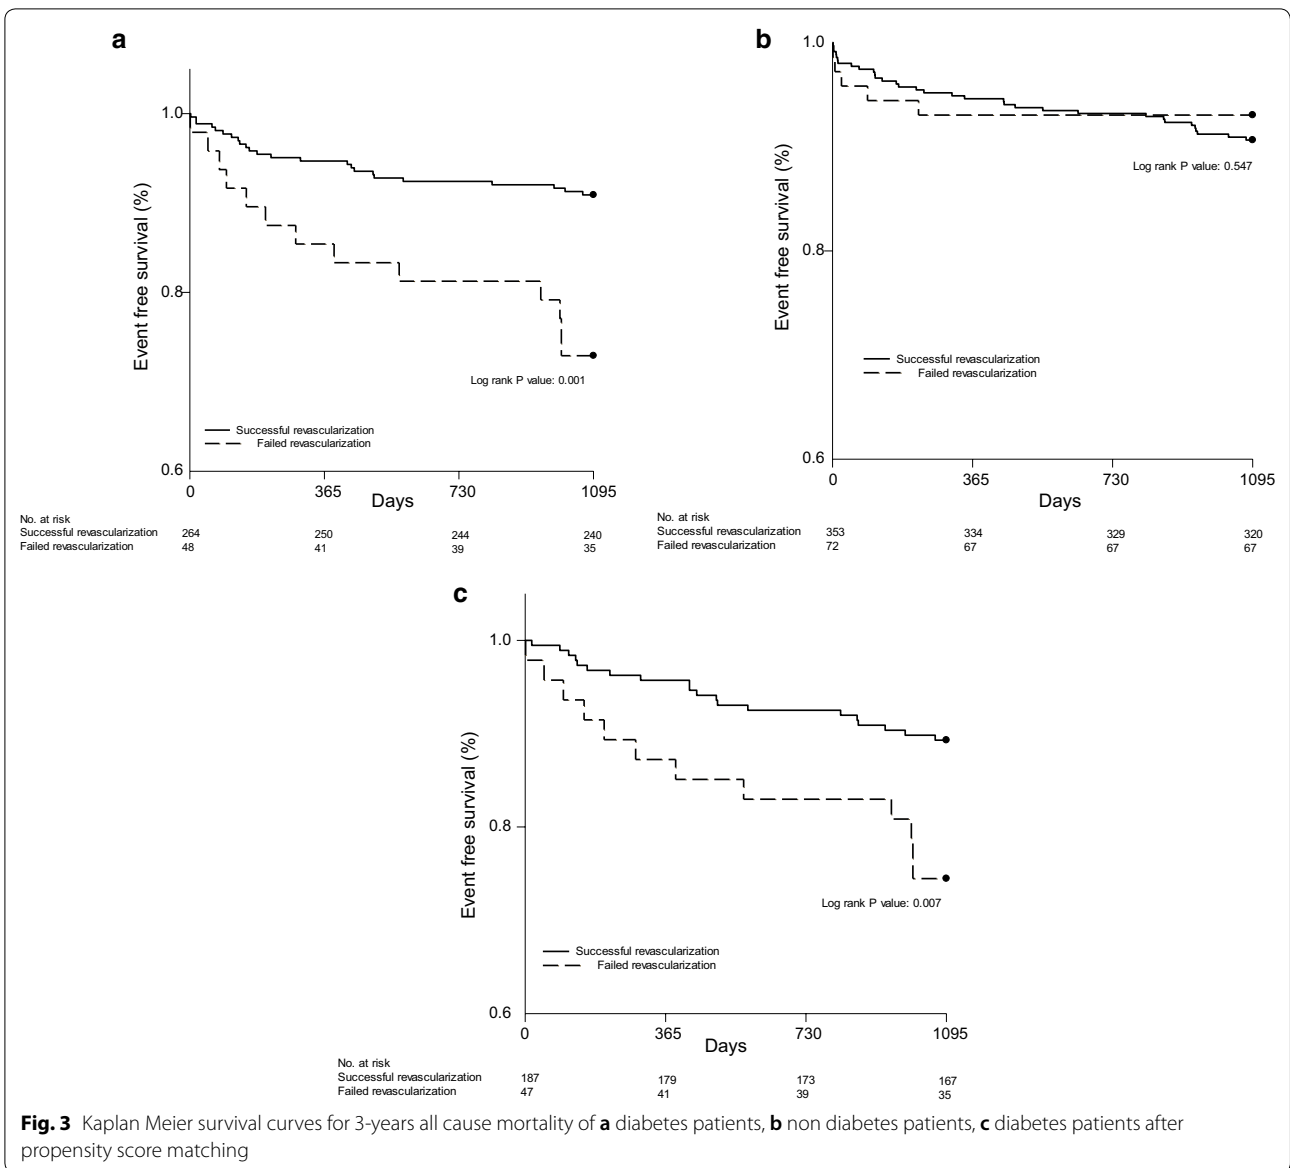 a
Event free survival (%)
1.0
0.8
0.6
Log rank P value: 0.001
Successful revascularization
Failed revascularization
0 365 730 1095
Days
No. at risk
Successful revascularization 264 250 244 240
Failed revascularization 48 41 39 35
b
Event free survival (%)
1.0
0.8
0.6
Log rank P value: 0.547
Successful revascularization
Failed revascularization
0 365 730 1095
Days
No. at risk
Successful revascularization 353 334 329 320
Failed revascularization 72 67 67 67
c
Event free survival (%)
1.0
0.8
0.6
Log rank P value: 0.007
Successful revascularization
Failed revascularization
0 365 730 1095
Days
No. at risk
Successful revascularization 187 179 173 167
Failed revascularization 47 41 39 35
Fig. 3 Kaplan Meier survival curves for 3-years all cause mortality of a diabetes patients, b non diabetes patients, c diabetes patients after
propensity score matching